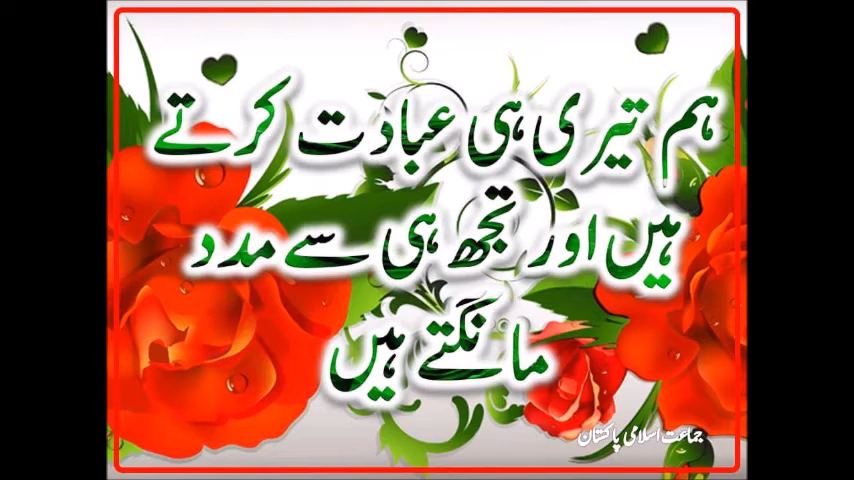 ہم تیری ہی عبادت کرتے
ہیں اور تجھ ہی سے مدد
مانگتے ہیں
جماعت اسلامی پاکستان